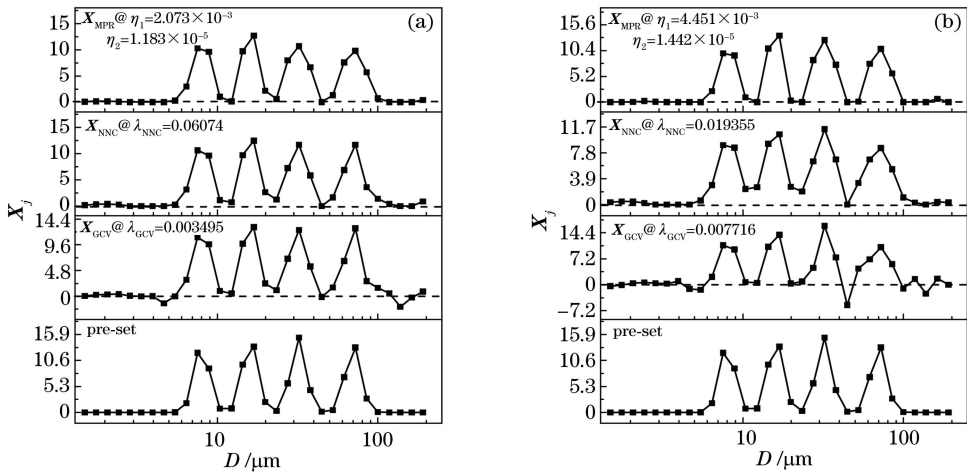 (a)
X_MPR@ η₁=2.073×10⁻³
η₂=1.183×10⁻⁵
15
10
5
0
X_NNC@ λ_NNC=0.06074
15
10
5
0
X_GCV@ λ_GCV=0.003495
14.4
9.6
4.8
0
pre-set
15.9
10.6
5.3
0
X_j
10
100
D /μm
(b)
X_MPR@ η₁=4.451×10⁻³
η₂=1.442×10⁻⁵
15.6
10.4
5.2
0
X_NNC@ λ_NNC=0.019355
11.7
7.8
3.9
0
X_GCV@ λ_GCV=0.007716
14.4
7.2
0
−7.2
pre-set
15.9
10.6
5.3
0
X_j
10
100
D /μm